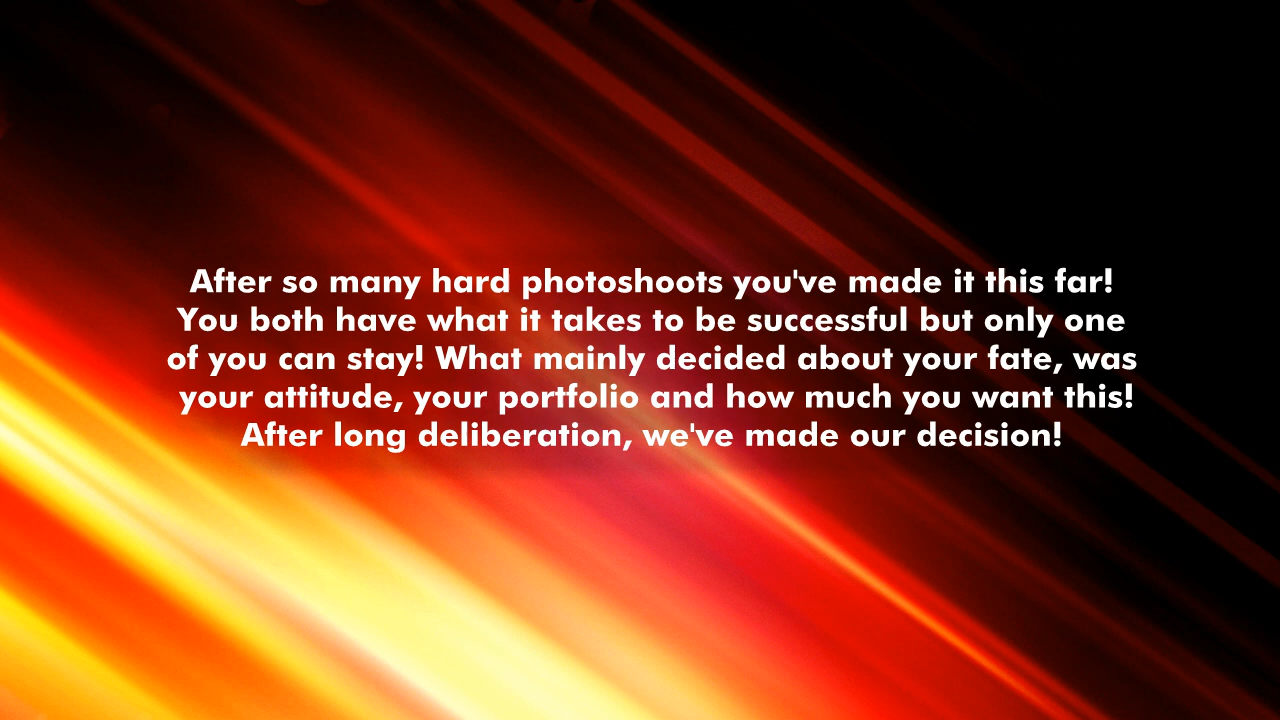 After so many hard photoshoots you've made it this far!
You both have what it takes to be successful but only one
of you can stay! What mainly decided about your fate, was
your attitude, your portfolio and how much you want this!
After long deliberation, we've made our decision!